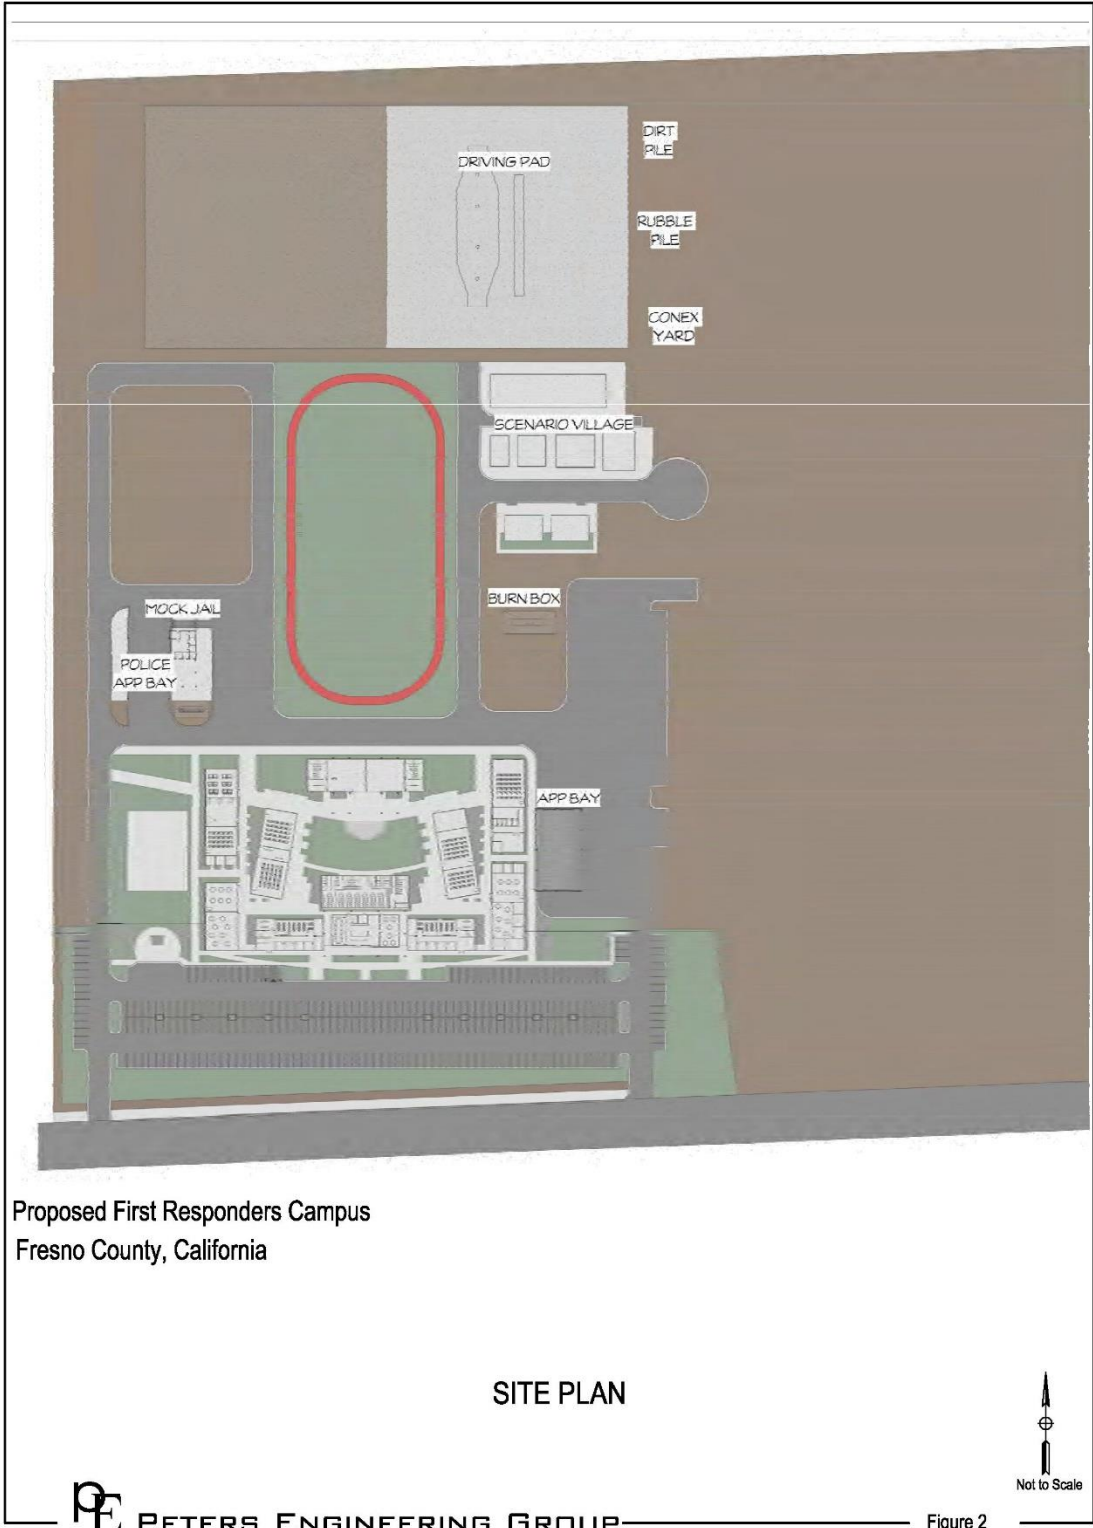 DIRT
PILE
DRIVING PAD
RUBBLE
PILE
CONEX
YARD
SCENARIO VILLAGE
BURN BOX
MOCK JAIL
POLICE
APP BAY
APP BAY
Proposed First Responders Campus
Fresno County, California
SITE PLAN
Not to Scale
PE PETERS ENGINEERING GROUP
Figure 2